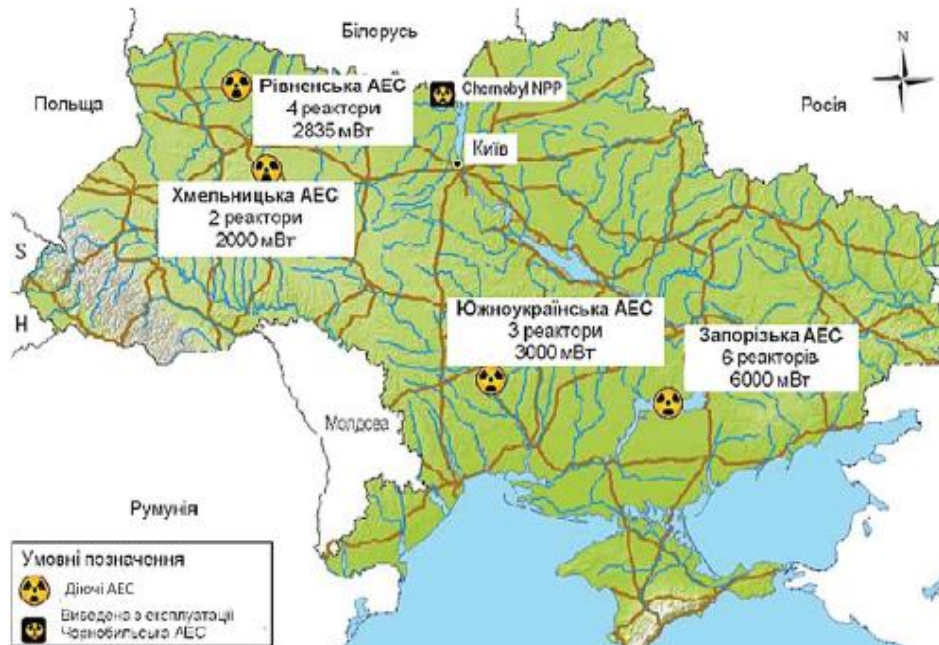 Білорусь
N
Польща
Рівненська АЕС
4 реактори
2835 мВт
Chornobyl NPP
Росія
Київ
Хмельницька АЕС
2 реактори
2000 мВт
S
H
Южноукраїнська АЕС
3 реактори
3000 мВт
Запорізька АЕС
6 реакторів
6000 мВт
Молдова
Румунія
Умовні позначення
Діючі АЕС
Виведена з експлуатації
Чорнобильська АЕС